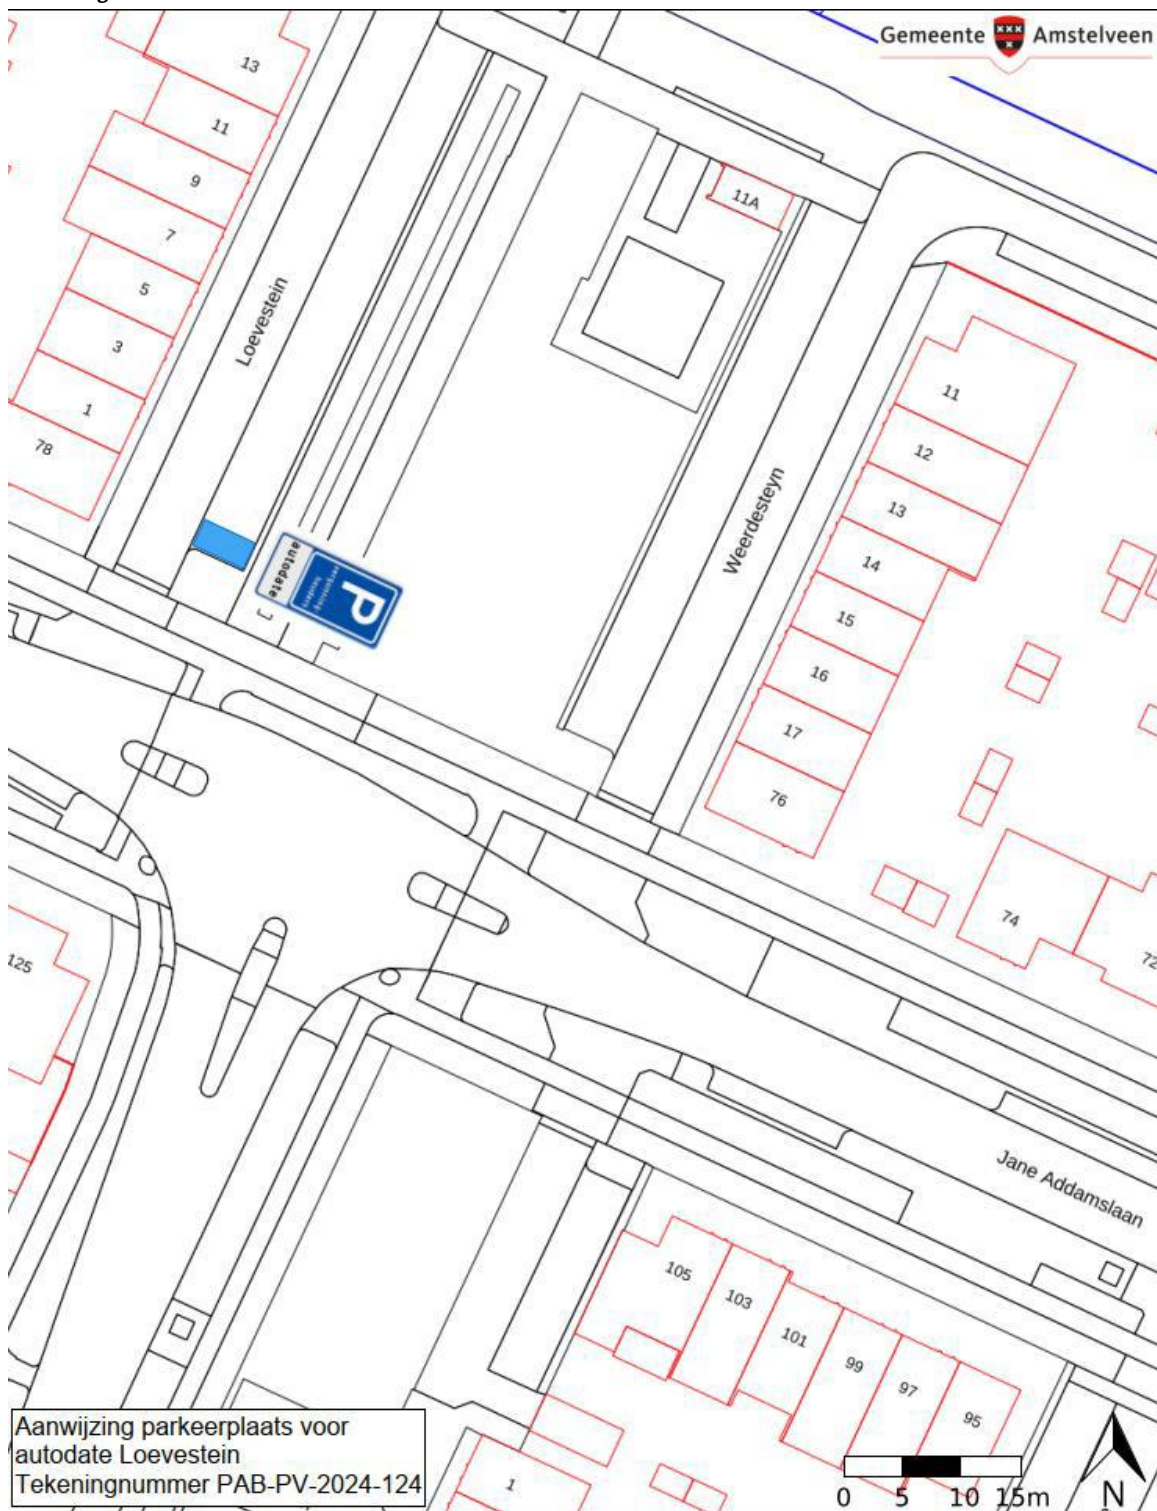 Gemeente Amstelveen
13
11
9
7
5
3
1
78
Loevestein
11A
Weerdesteyn
11
12
13
14
15
16
17
76
74
72
P
vergunning
houders
autodate
125
Jane Addamslaan
105
103
101
99
97
95
1
Aanwijzing parkeerplaats voor
autodate Loevestein
Tekeningnummer PAB-PV-2024-124
0 5 10 15m
N